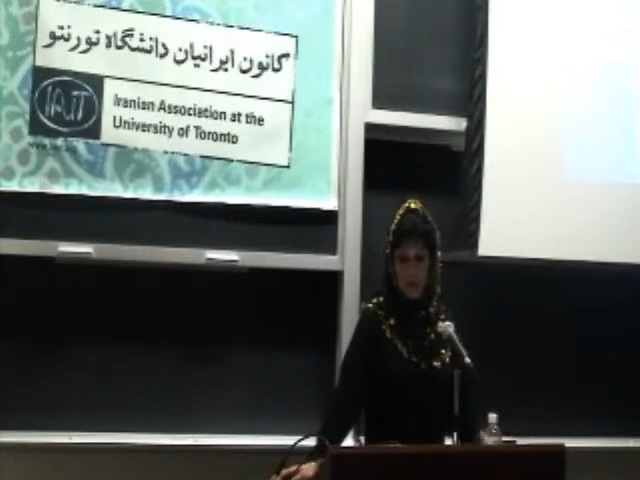 کانون ایرانیان دانشگاه تورنتو
IAUT
Iranian Association at the
University of Toronto